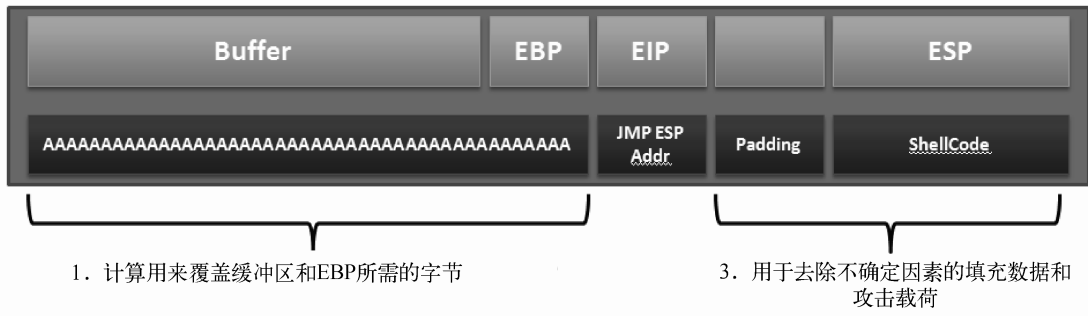 Buffer
EBP
EIP
ESP
AAAAAAAAAAAAAAAAAAAAAAAAAAAAAAAAAAAAAAAAAAAAAA
JMP ESP
Addr
Padding
ShellCode
1．计算用来覆盖缓冲区和EBP所需的字节
3．用于去除不确定因素的填充数据和
攻击载荷